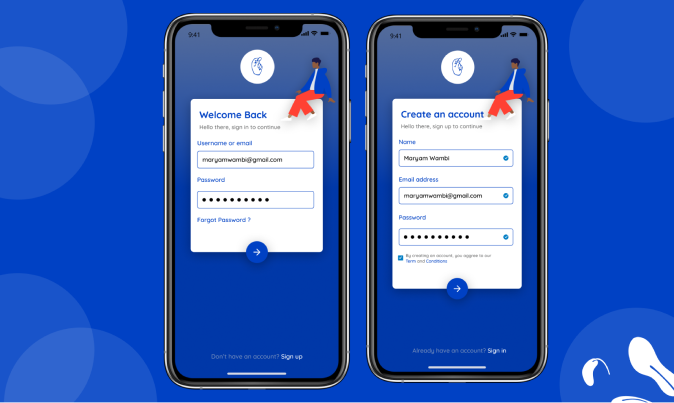 9:41
Welcome Back
Hello there, sign in to continue
Username or email
maryamwambi@gmail.com
Password
Forgot Password ?
Don't have an account? Sign up
9:41
Create an account
Hello there, sign up to continue
Name
Maryam Wambi
Email address
maryamwambi@gmail.com
Password
By creating an account, you aggree to our
Term and Conditions
Already have an account? Sign in